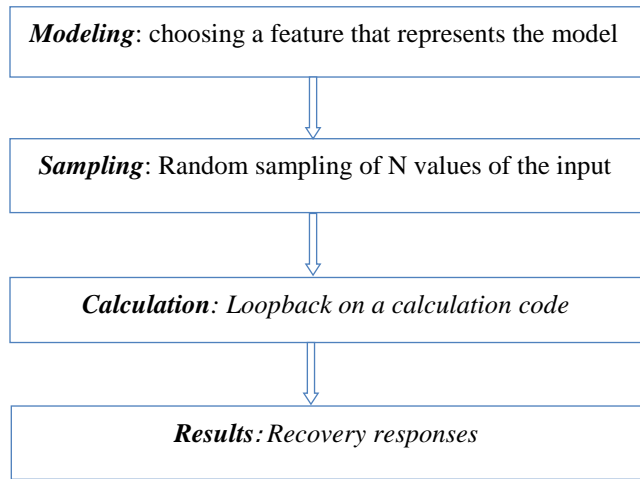 Modeling: choosing a feature that represents the model
Sampling: Random sampling of N values of the input
Calculation: Loopback on a calculation code
Results: Recovery responses